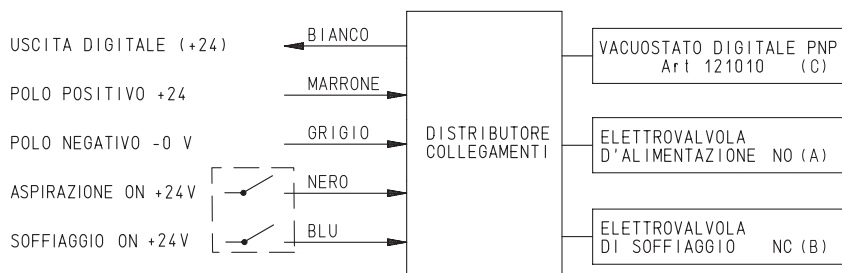 USCITA DIGITALE (+24)
BIANCO
POLO POSITIVO +24
MARRONE
POLO NEGATIVO -0 V
GRIGIO
ASPIRAZIONE ON +24V
NERO
SOFFIAGGIO ON +24V
BLU
DISTRIBUTORE
COLLEGAMENTI
VACUOSTATO DIGITALE PNP
Art 121010 (C)
ELETTROVALVOLA
D'ALIMENTAZIONE NO (A)
ELETTROVALVOLA
DI SOFFIAGGIO NC (B)